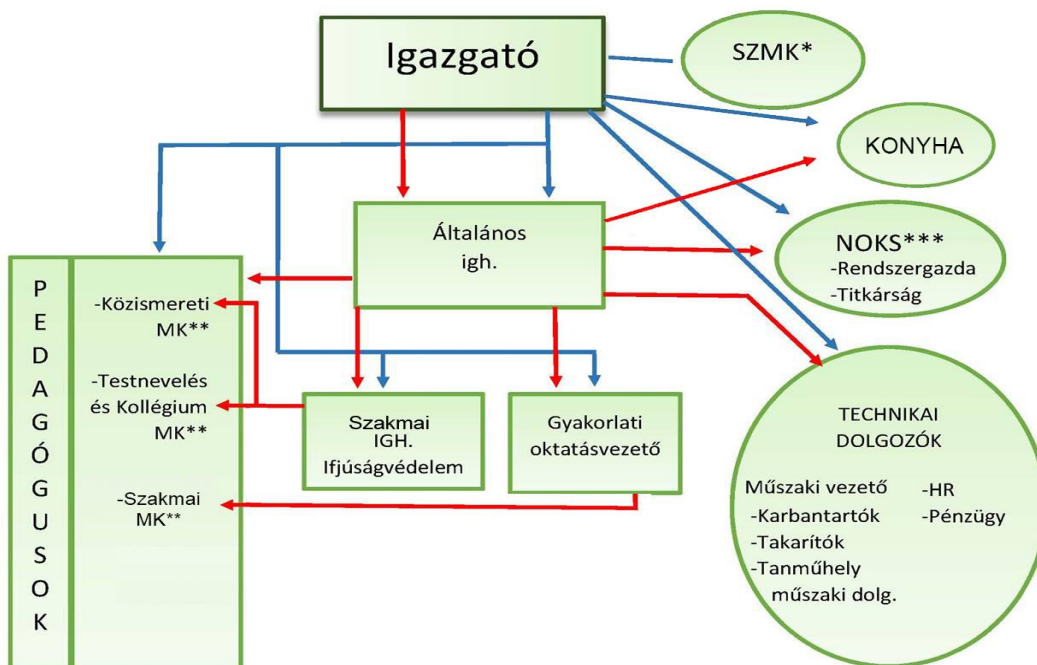 Igazgató
SZMK*
KONYHA
Általános
igh.
NOKS***
-Rendszergazda
-Titkárság
PEDAGÓGUSOK
-Közismereti
MK**
-Testnevelés
és Kollégium
MK**
-Szakmai
MK**
Szakmai
IGH.
Ifjúságvédelem
Gyakorlati
oktatásvezető
TECHNIKAI
DOLGOZÓK
Műszaki vezető
-Karbantartók
-Takarítók
-Tanműhely
műszaki dolg.
-HR
-Pénzügy